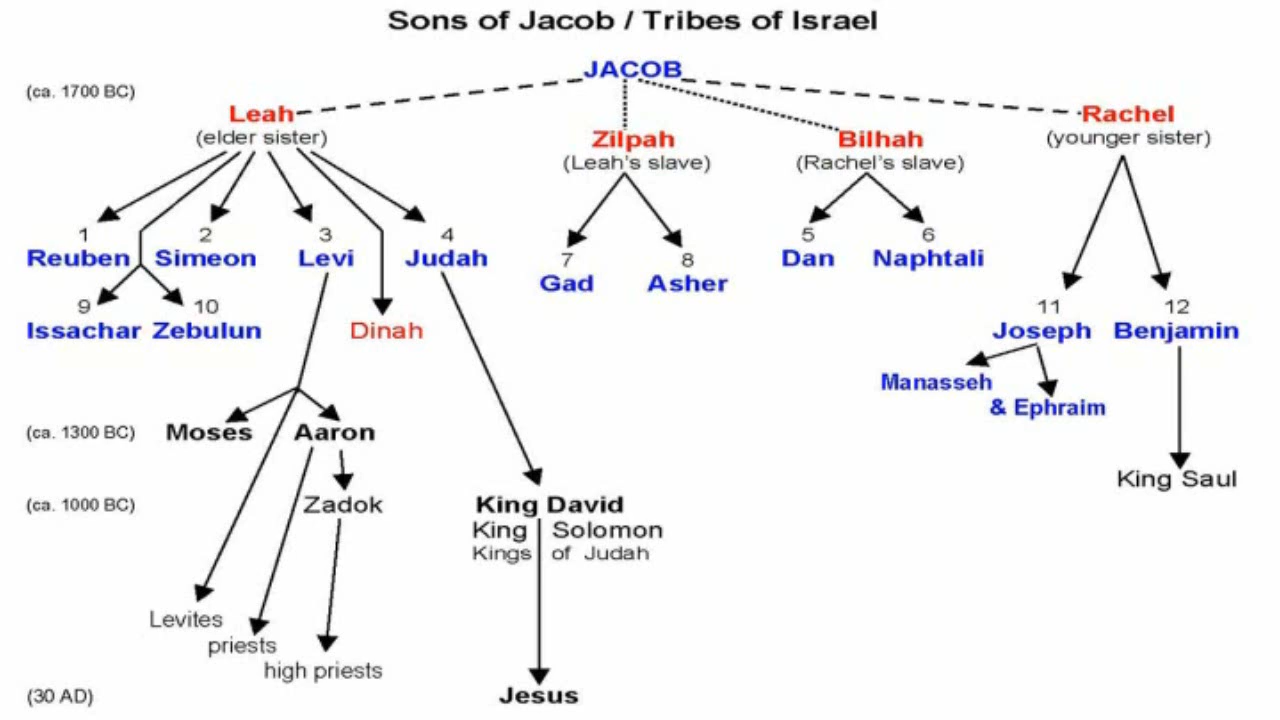 Sons of Jacob / Tribes of Israel
JACOB
(ca. 1700 BC)
Leah
(elder sister)
Zilpah
(Leah's slave)
Bilhah
(Rachel's slave)
Rachel
(younger sister)
1
Reuben
2
Simeon
3
Levi
4
Judah
7
Gad
8
Asher
5
Dan
6
Naphtali
9
Issachar
10
Zebulun
Dinah
11
Joseph
12
Benjamin
Manasseh
& Ephraim
(ca. 1300 BC)
Moses
Aaron
(ca. 1000 BC)
Zadok
King David
King Solomon
Kings of Judah
King Saul
Levites
priests
high priests
(30 AD)
Jesus